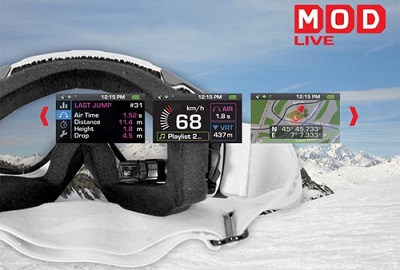 MOD
LIVE
12:15 PM
LAST JUMP #31
Air Time 1.52 s
Distance 11.4 m
Height 1.8 m
Drop 4.5 m
12:15 PM
km/h
68
AIR
1.8 s
VRT
437 m
Playlist 2...
12:15 PM
N 45° 45.733'
E 7° 7.333'